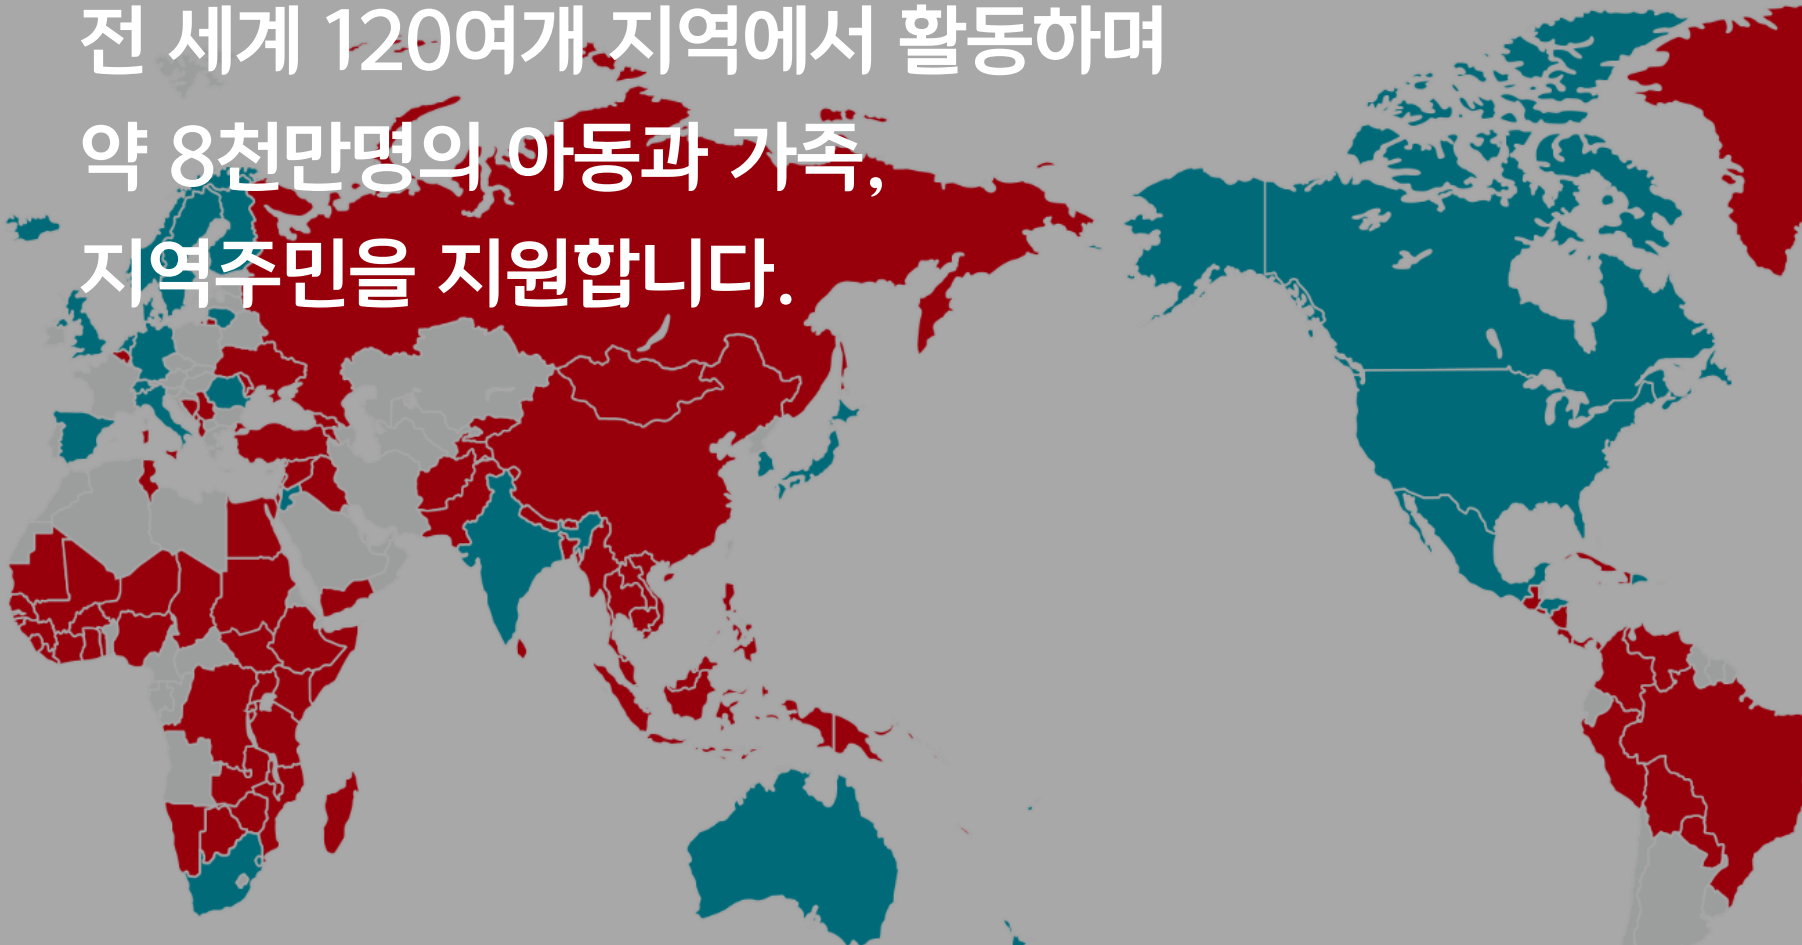 전 세계 120여개 지역에서 활동하며
약 8천만명의 아동과 가족,
지역주민을 지원합니다.